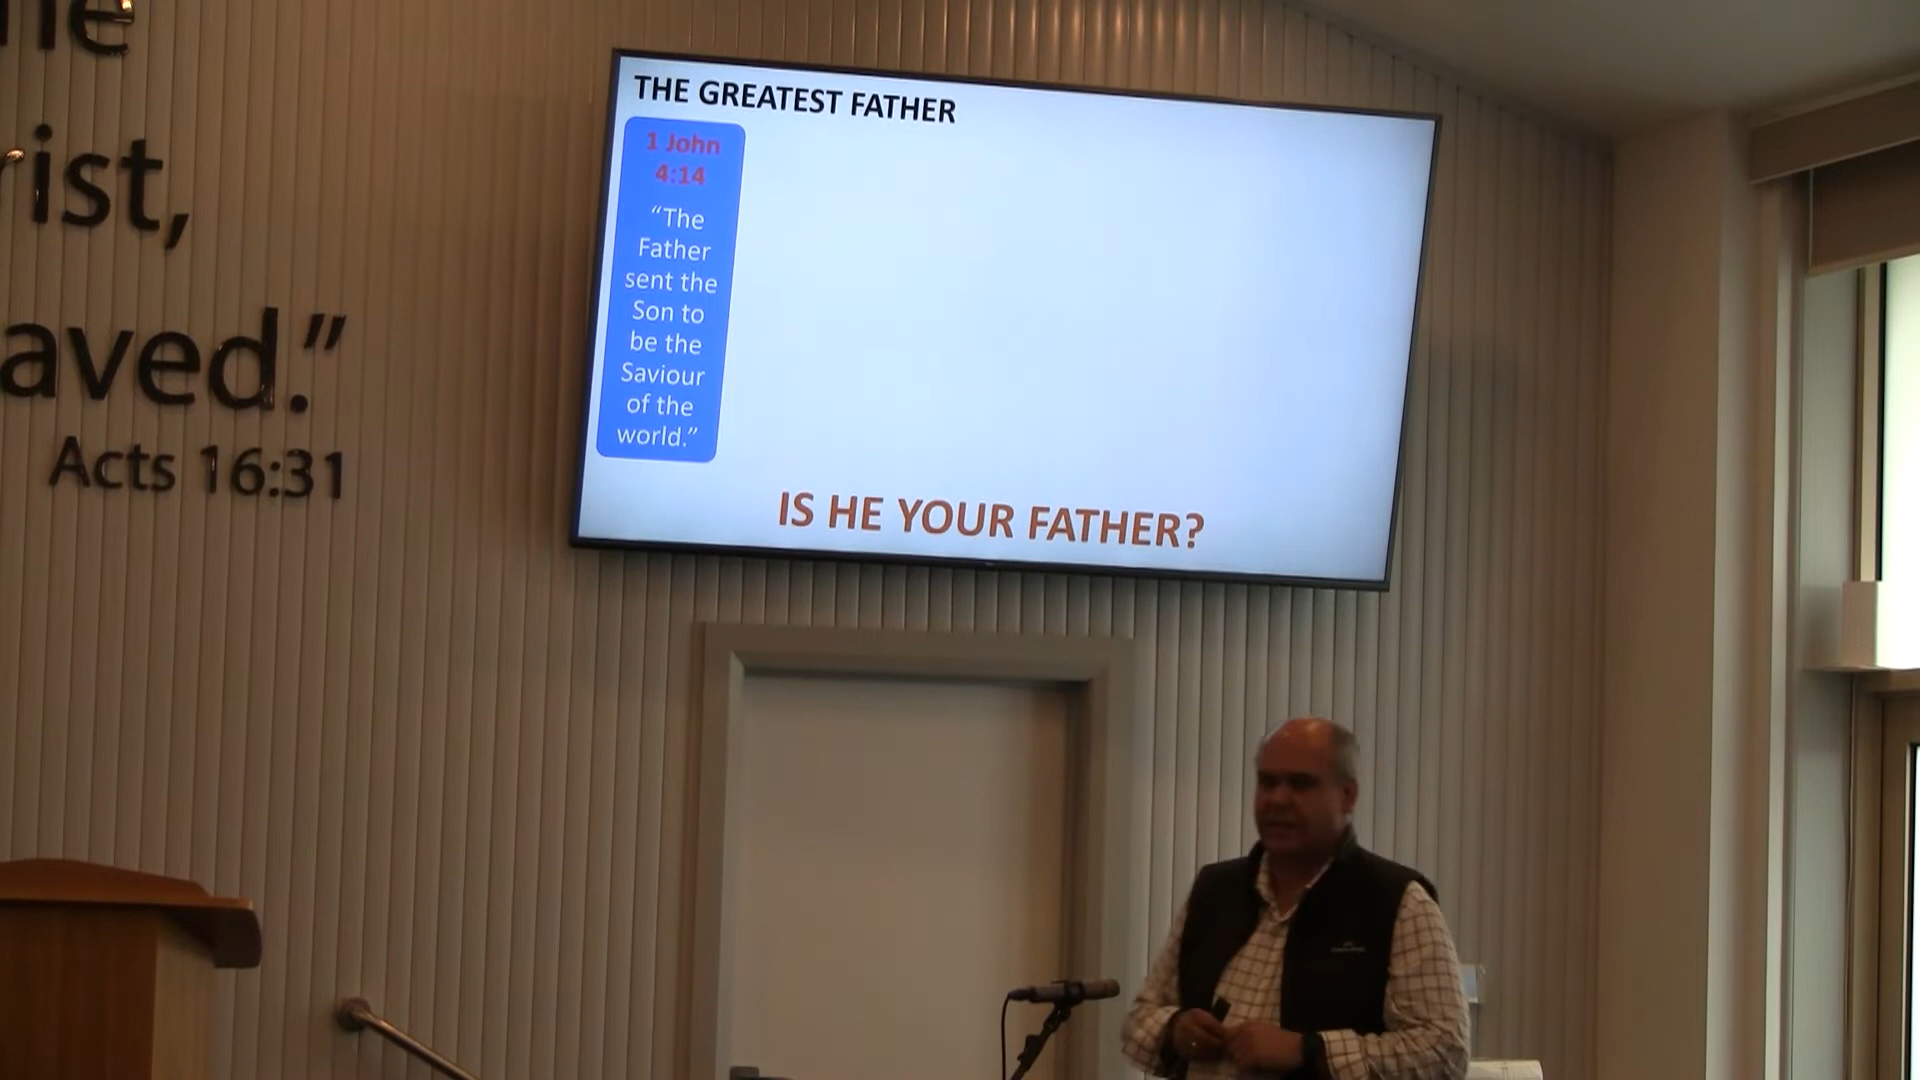 ne
rist,
aved.”
Acts 16:31
THE GREATEST FATHER
1 John
4:14
“The
Father
sent the
Son to
be the
Saviour
of the
world.”
IS HE YOUR FATHER?